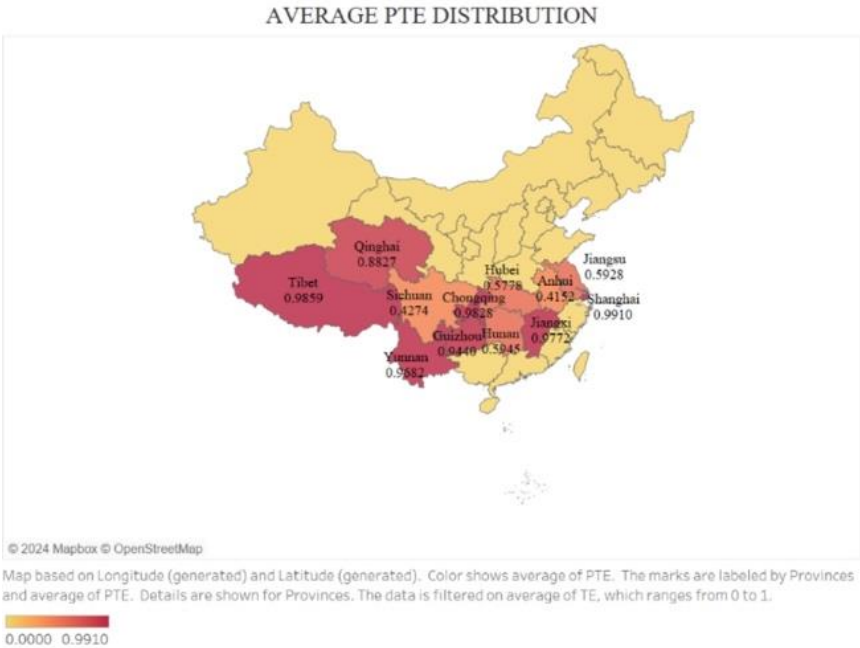 AVERAGE PTE DISTRIBUTION
Qinghai
0.8827
Tibet
0.9859
Sichuan
0.4274
Chongqing
0.9828
Hubei
0.5778
Anhui
0.4152
Jiangsu
0.5928
Shanghai
0.9910
Jiangxi
0.9772
Hunan
0.5945
Guizhou
0.9440
Yunnan
0.9682
© 2024 Mapbox © OpenStreetMap
Map based on Longitude (generated) and Latitude (generated). Color shows average of PTE. The marks are labeled by Provinces
and average of PTE. Details are shown for Provinces. The data is filtered on average of TE, which ranges from 0 to 1.
0.0000 0.9910